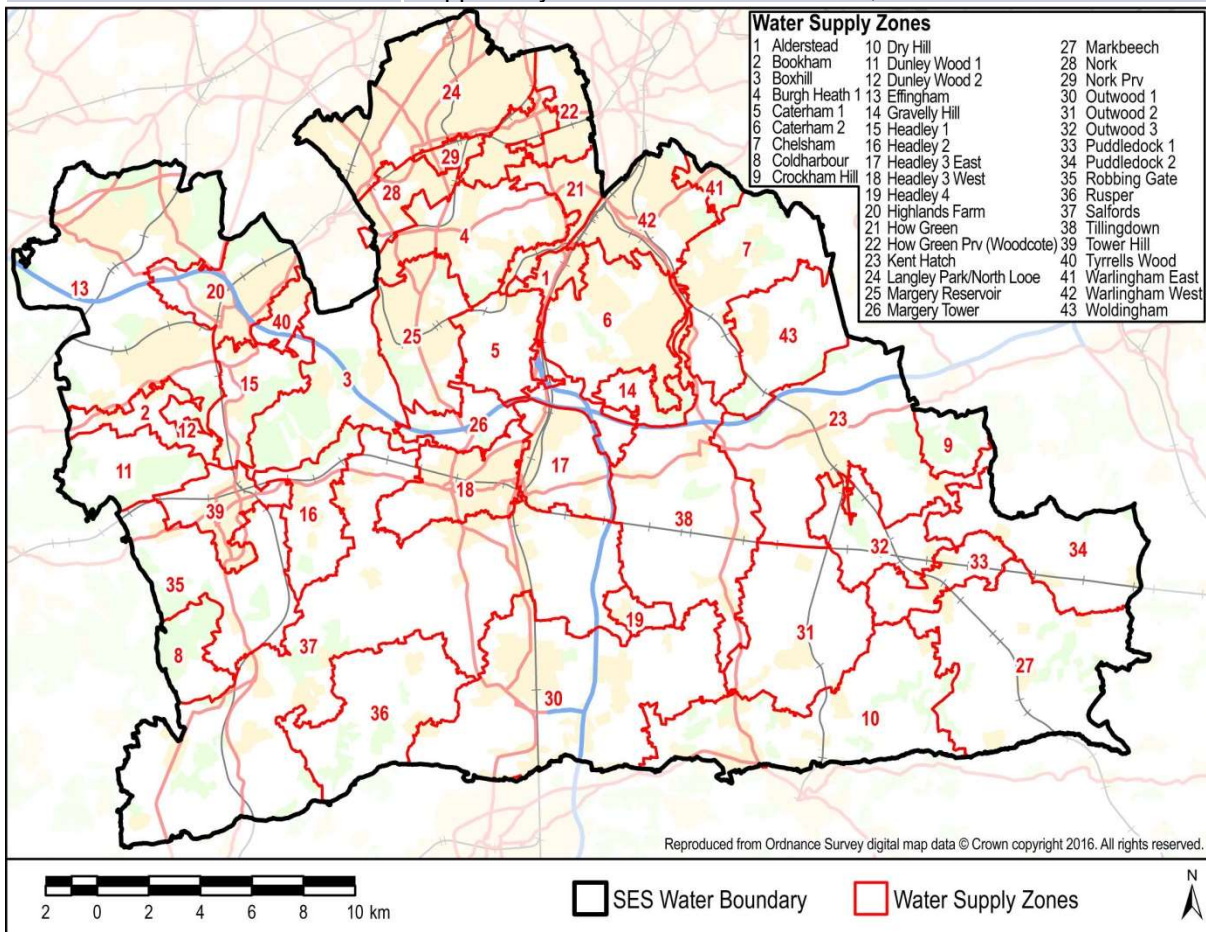 Water Supply Zones
1 Alderstead
2 Bookham
3 Boxhill
4 Burgh Heath 1
5 Caterham 1
6 Caterham 2
7 Chelsham
8 Coldharbour
9 Crockham Hill
10 Dry Hill
11 Dunley Wood 1
12 Dunley Wood 2
13 Effingham
14 Gravelly Hill
15 Headley 1
16 Headley 2
17 Headley 3 East
18 Headley 3 West
19 Headley 4
20 Highlands Farm
21 How Green
22 How Green Prv (Woodcote)
23 Kent Hatch
24 Langley Park/North Looe
25 Margery Reservoir
26 Margery Tower
27 Markbeech
28 Nork
29 Nork Prv
30 Outwood 1
31 Outwood 2
32 Outwood 3
33 Puddledock 1
34 Puddledock 2
35 Robbing Gate
36 Rusper
37 Salfords
38 Tillingdown
39 Tower Hill
40 Tyrrells Wood
41 Warlingham East
42 Warlingham West
43 Woldingham
24
22
29
28
21
41
42
4
7
1
13
20
6
40
25
43
5
3
15
14
2
26
23
12
9
11
17
18
39
16
38
32
34
33
35
19
31
8
37
27
30
36
10
Reproduced from Ordnance Survey digital map data © Crown copyright 2016. All rights reserved.
2 0 2 4 6 8 10 km
SES Water Boundary
Water Supply Zones
N